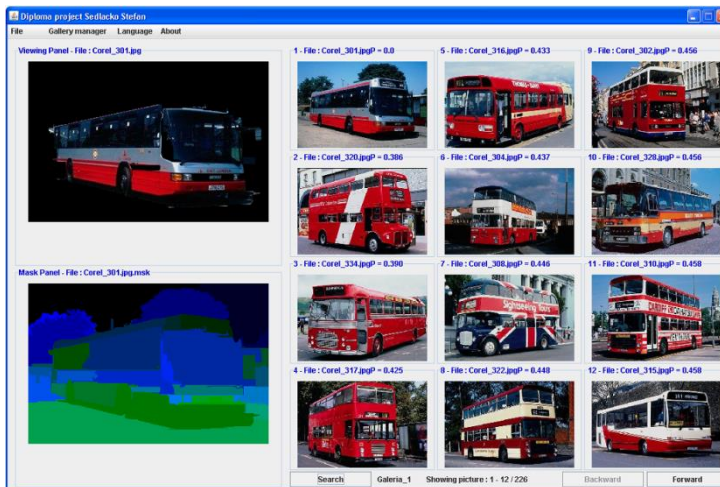 Diploma project Sedlacko Stefan
File Gallery manager Language About
Viewing Panel - File : Corel_301.jpg
Mask Panel - File : Corel_301.jpg.msk
1 - File : Corel_301.jpgP = 0.0
5 - File : Corel_316.jpgP = 0.433
9 - File : Corel_302.jpgP = 0.456
2 - File : Corel_320.jpgP = 0.386
6 - File : Corel_304.jpgP = 0.437
10 - File : Corel_328.jpgP = 0.456
3 - File : Corel_334.jpgP = 0.390
7 - File : Corel_308.jpgP = 0.446
Sightseeing Tours
11 - File : Corel_310.jpgP = 0.458
4 - File : Corel_317.jpgP = 0.425
8 - File : Corel_322.jpgP = 0.448
12 - File : Corel_315.jpgP = 0.458
Search Galeria_1 Showing picture : 1 - 12 / 226 Backward Forward